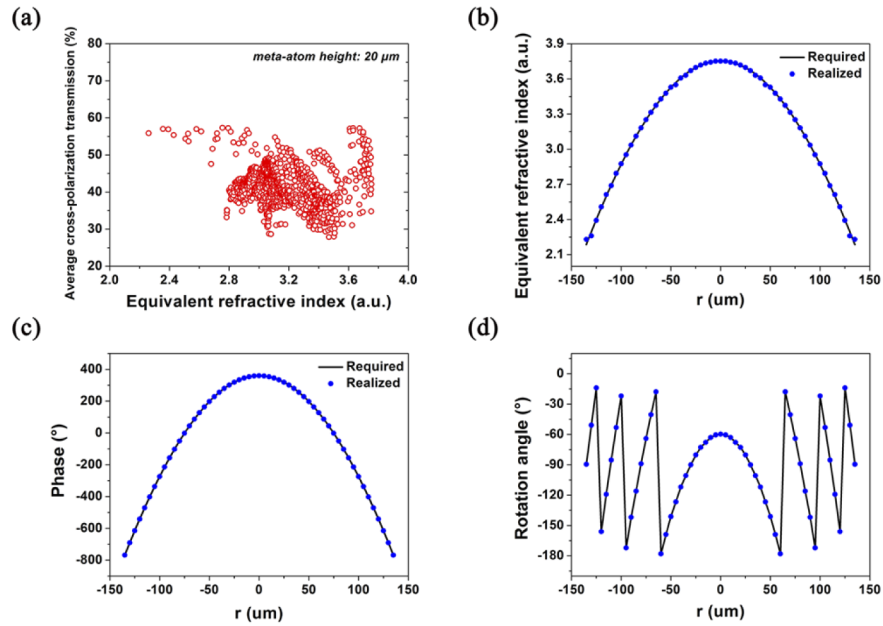 (a)
Average cross-polarization transmission (%)
80
70
60
50
40
30
20
meta-atom height: 20 μm
2.0 2.4 2.8 3.2 3.6 4.0
Equivalent refractive index (a.u.)
(b)
Equivalent refractive index (a.u.)
3.9
3.6
3.3
3.0
2.7
2.4
2.1
Required
Realized
-150 -100 -50 0 50 100 150
r (um)
(c)
Phase (°)
400
200
0
-200
-400
-600
-800
Required
Realized
-150 -100 -50 0 50 100 150
r (um)
(d)
Rotation angle (°)
0
-30
-60
-90
-120
-150
-180
Required
Realized
-150 -100 -50 0 50 100 150
r (um)